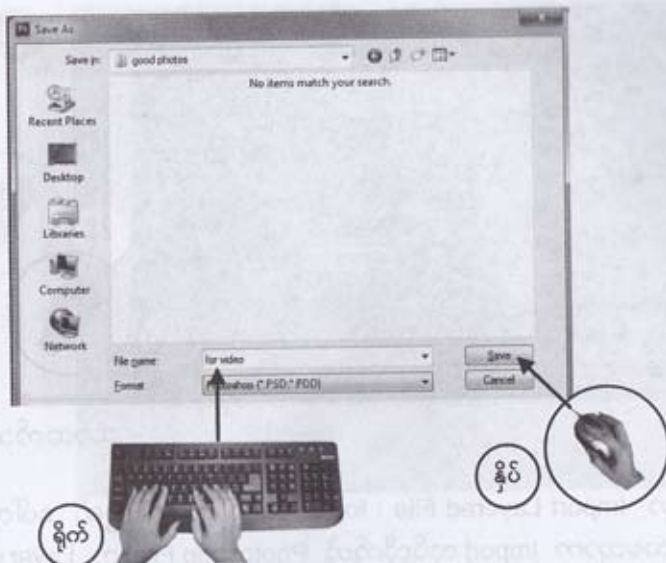 Save As
Save in: good photos
No items match your search.
Recent Places
Desktop
Libraries
Computer
Network
File name: for video Save
Format: Photoshop (*.PSD;*.PDD) Cancel
နှိပ်
ရိုက်